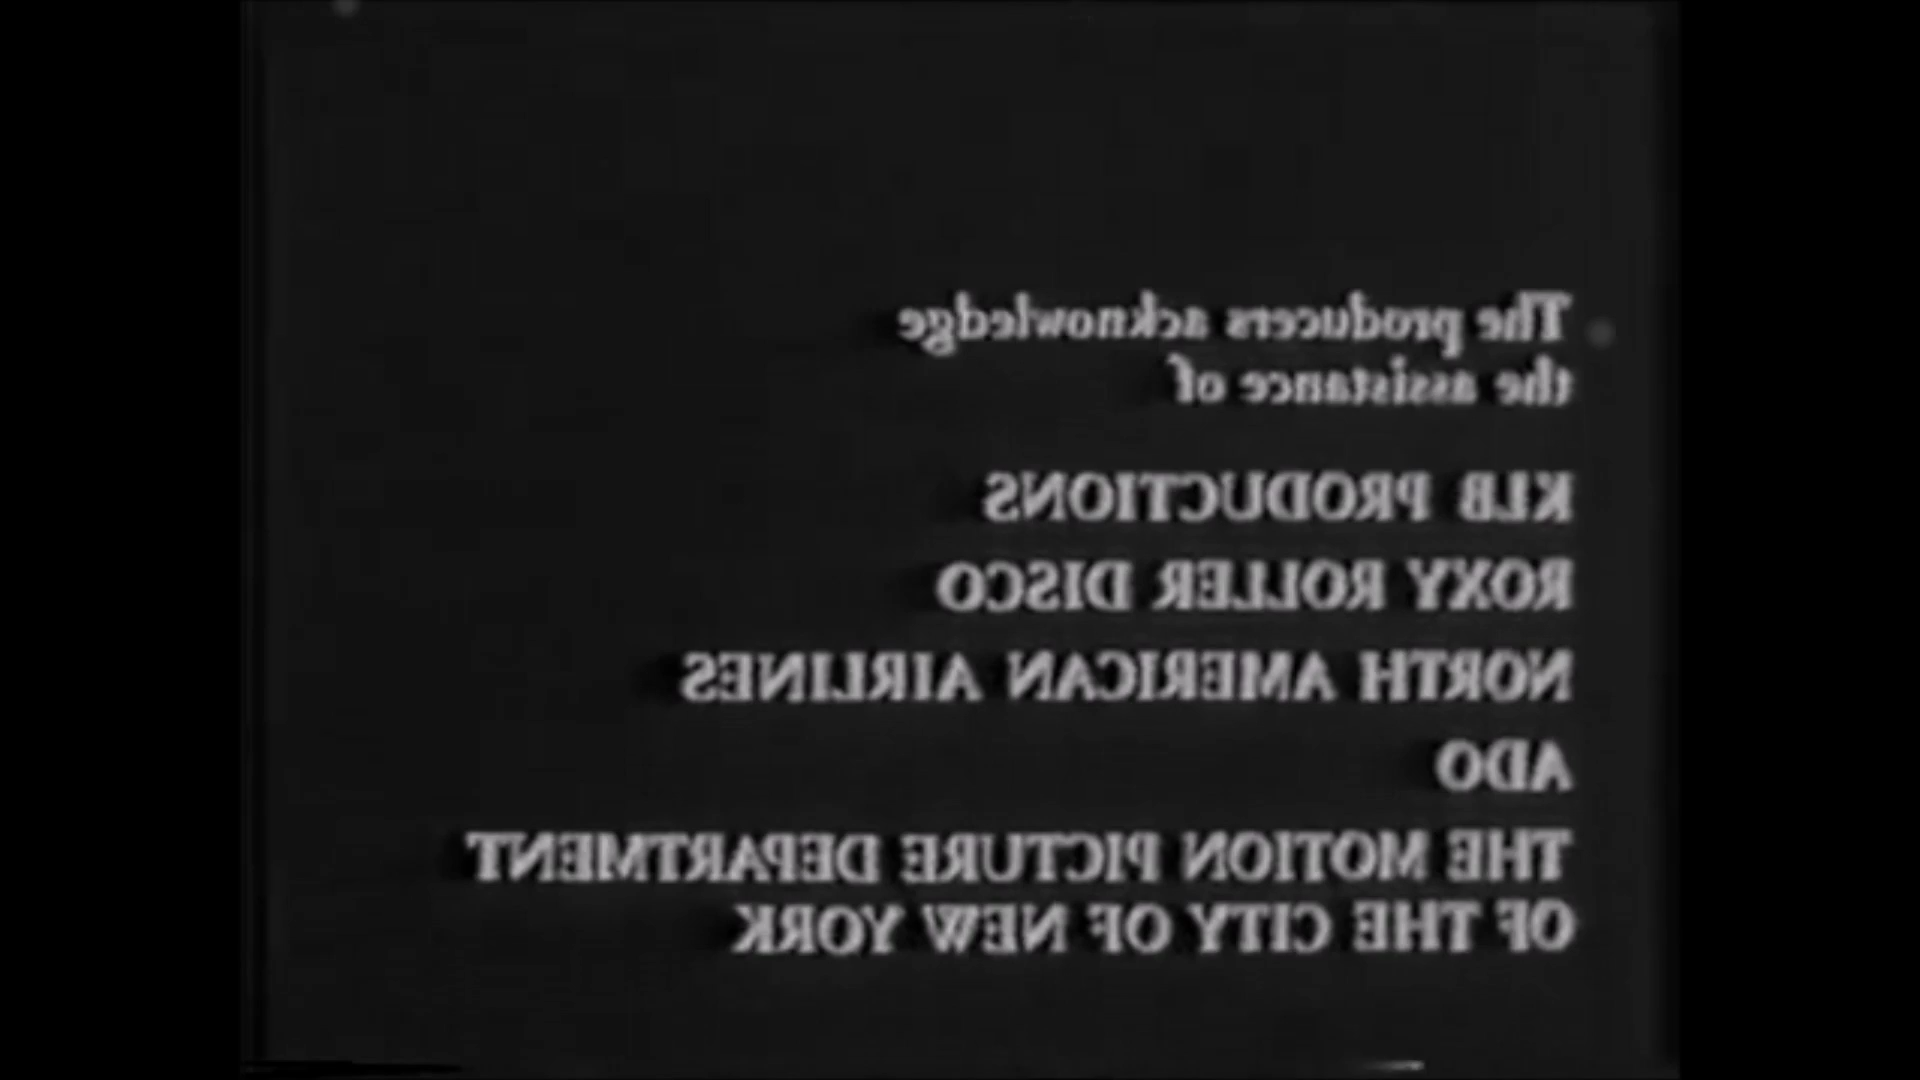 The producers acknowledge
the assistance of
KLB PRODUCTIONS
ROXY ROLLER DISCO
NORTH AMERICAN AIRLINES
ADO
THE MOTION PICTURE DEPARTMENT
OF THE CITY OF NEW YORK